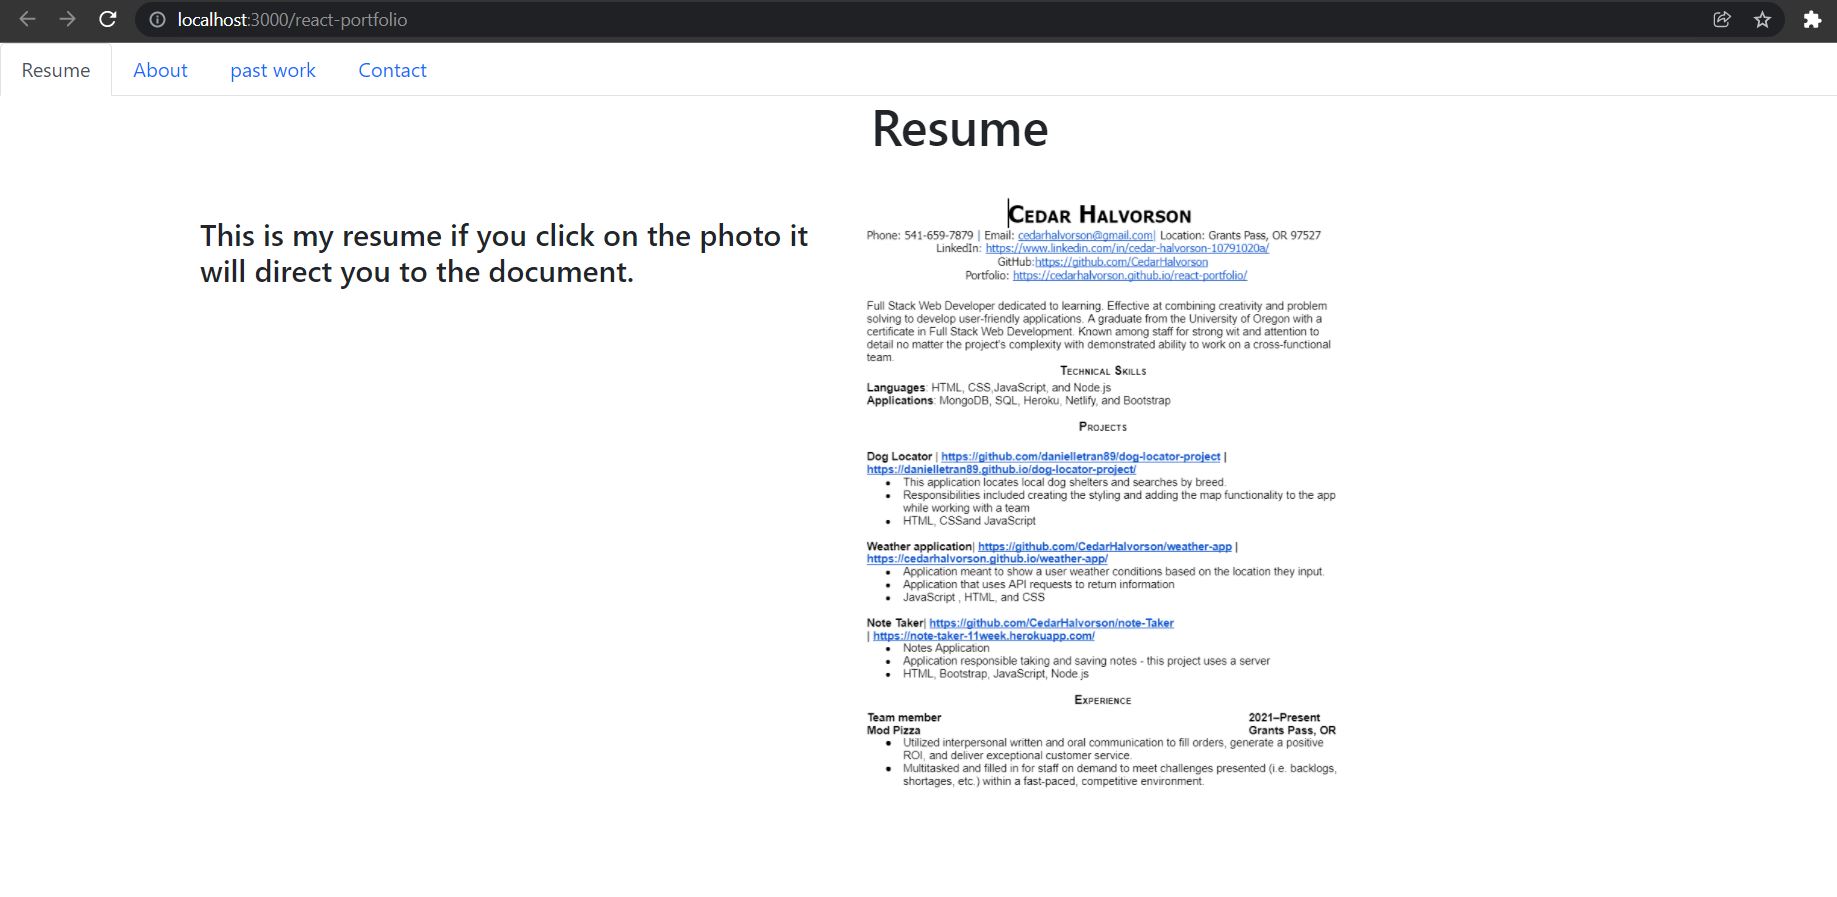 localhost:3000/react-portfolio
Resume About past work Contact
Resume
This is my resume if you click on the photo it
will direct you to the document.
CEDAR HALVORSON
Phone: 541-659-7879 | Email: cedarhalvorson@gmail.com| Location: Grants Pass, OR 97527
LinkedIn: https://www.linkedin.com/in/cedar-halvorson-10791020a/
GitHub:https://github.com/CedarHalvorson
Portfolio: https://cedarhalvorson.github.io/react-portfolio/
Full Stack Web Developer dedicated to learning. Effective at combining creativity and problem
solving to develop user-friendly applications. A graduate from the University of Oregon with a
certificate in Full Stack Web Development. Known among staff for strong wit and attention to
detail no matter the project's complexity with demonstrated ability to work on a cross-functional
team.
TECHNICAL SKILLS
Languages: HTML, CSS,JavaScript, and Node.js
Applications: MongoDB, SQL, Heroku, Netlify, and Bootstrap
PROJECTS
Dog Locator | https://github.com/danielletran89/dog-locator-project |
https://danielletran89.github.io/dog-locator-project/
• This application locates local dog shelters and searches by breed.
• Responsibilities included creating the styling and adding the map functionality to the app
while working with a team
• HTML, CSSand JavaScript
Weather application| https://github.com/CedarHalvorson/weather-app |
https://cedarhalvorson.github.io/weather-app/
• Application meant to show a user weather conditions based on the location they input.
• Application that uses API requests to return information
• JavaScript , HTML, and CSS
Note Taker| https://github.com/CedarHalvorson/note-Taker
| https://note-taker-11week.herokuapp.com/
• Notes Application
• Application responsible taking and saving notes - this project uses a server
• HTML, Bootstrap, JavaScript, Node.js
EXPERIENCE
Team member 2021–Present
Mod Pizza Grants Pass, OR
• Utilized interpersonal written and oral communication to fill orders, generate a positive
ROI, and deliver exceptional customer service.
• Multitasked and filled in for staff on demand to meet challenges presented (i.e. backlogs,
shortages, etc.) within a fast-paced, competitive environment.